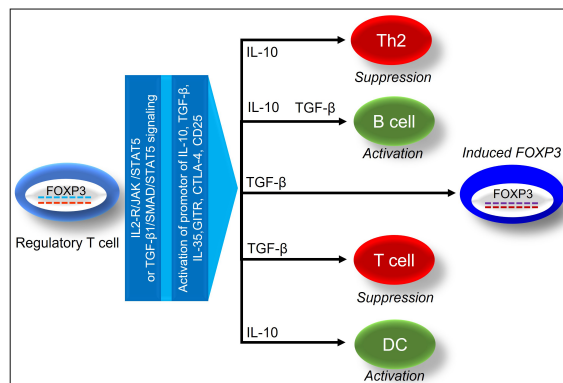 FOXP3
Regulatory T cell
IL2-R/JAK /STAT5
or TGF-β1/SMAD/STAT5 signaling
Activation of promotor of IL-10, TGF-β,
IL-35,GITR, CTLA-4, CD25
IL-10
Th2
Suppression
IL-10 TGF-β
B cell
Activation
TGF-β
Induced FOXP3
FOXP3
TGF-β
T cell
Suppression
IL-10
DC
Activation